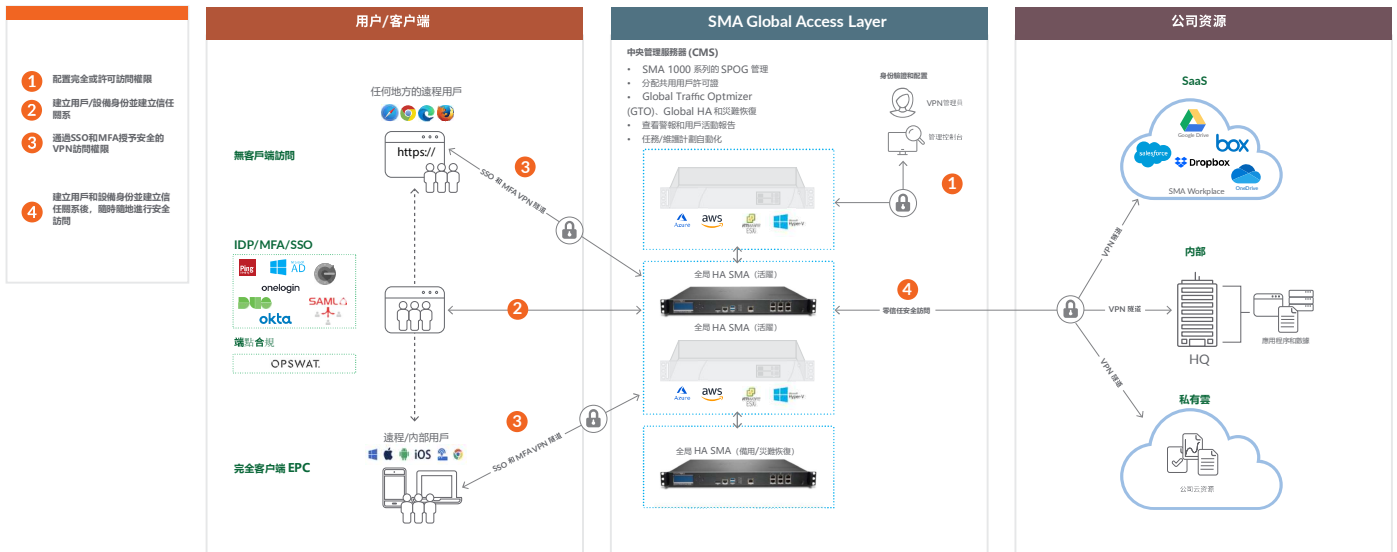 1
配置完全或許可訪問權限
2
建立用戶/設備身份並建立信任
關系
3
通過SSO和MFA授予安全的
VPN訪問權限
4
建立用戶和設備身份並建立信
任關系後，隨時隨地進行安全
訪問
用户/客户端
任何地方的遠程用戶
https://
無客戶端訪問
3
SSO 和 MFA VPN 隧道
IDP/MFA/SSO
Ping
AD
onelogin
DUO
SAML
okta
2
端點合規
OPSWAT.
遠程/內部用戶
iOS
完全客户端 EPC
3
SSO 和 MFA VPN 隧道
SMA Global Access Layer
中央管理服務器 (CMS)
• SMA 1000 系列的 SPOG 管理
• 分配共用用戶許可證
• Global Traffic Optmizer
(GTO)、Global HA 和災難恢復
• 查看警報和用戶活動報告
• 任務/維護計劃自動化
身份驗證和配置
VPN管理员
管理控制台
1
Azure
aws
ESXi
Hyper-V
全局 HA SMA（活躍）
全局 HA SMA（活躍）
Azure
aws
ESXi
Hyper-V
全局 HA SMA（備用/災難恢復）
4
零信任安全訪問
公司资源
SaaS
Google Drive
box
salesforce
Dropbox
OneDrive
SMA Workplace
VPN 隧道
内部
VPN 隧道
HQ
應用程序和數據
VPN 隧道
私有雲
公司云资源